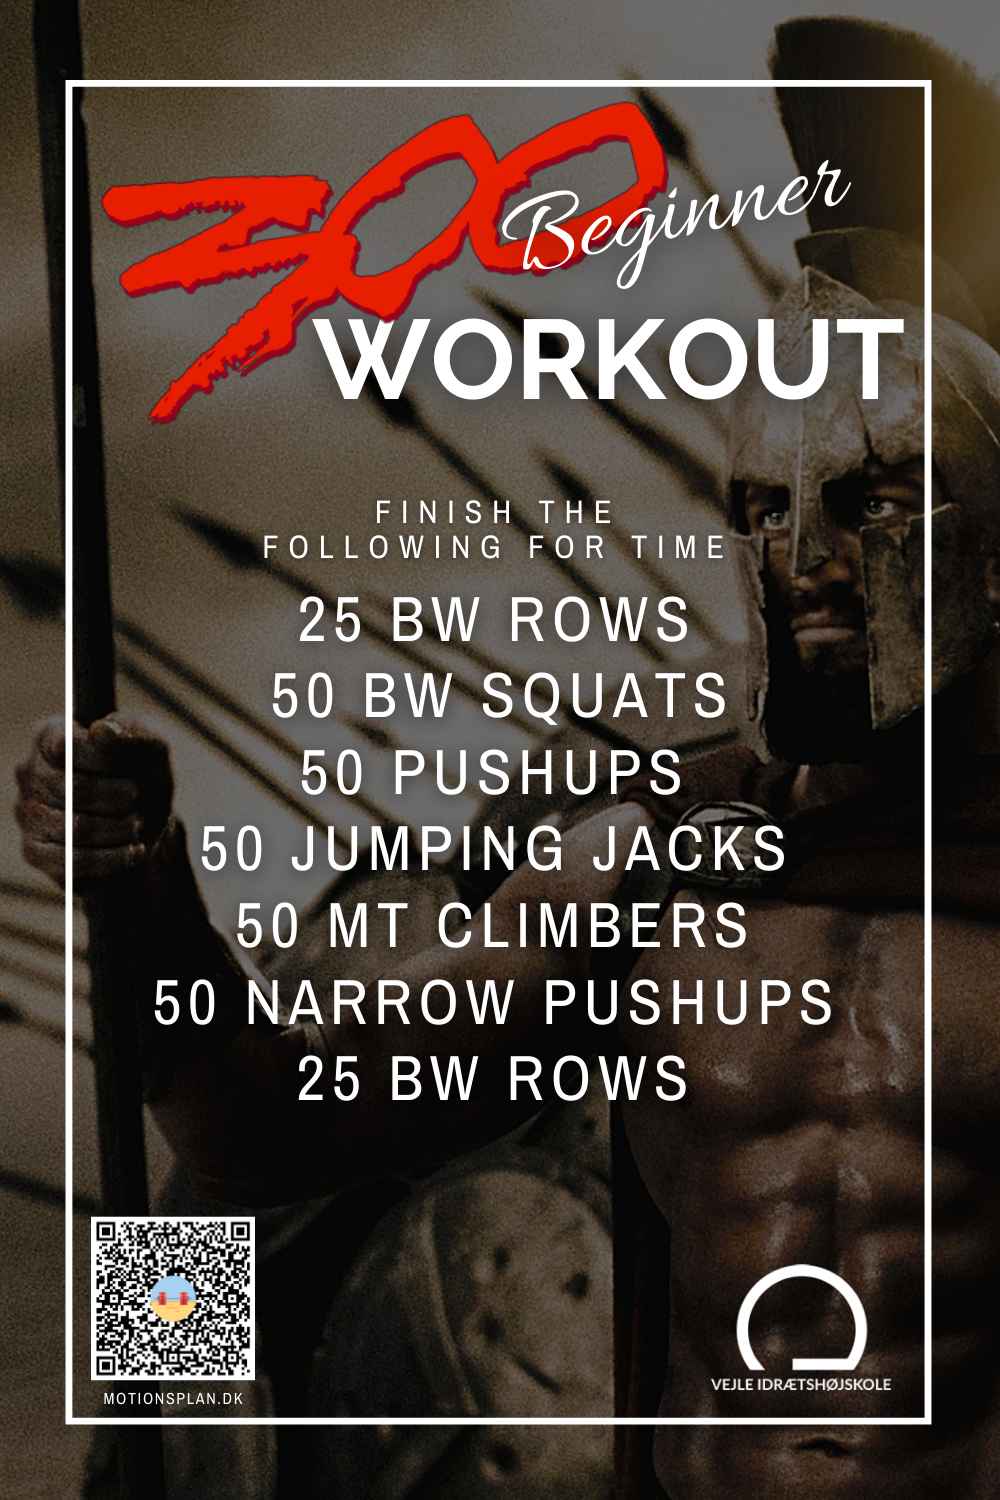 300 Beginner
WORKOUT
FINISH THE
FOLLOWING FOR TIME
25 BW ROWS
50 BW SQUATS
50 PUSHUPS
50 JUMPING JACKS
50 MT CLIMBERS
50 NARROW PUSHUPS
25 BW ROWS
MOTIONSPLAN.DK
VEJLE IDRÆTSHØJSKOLE